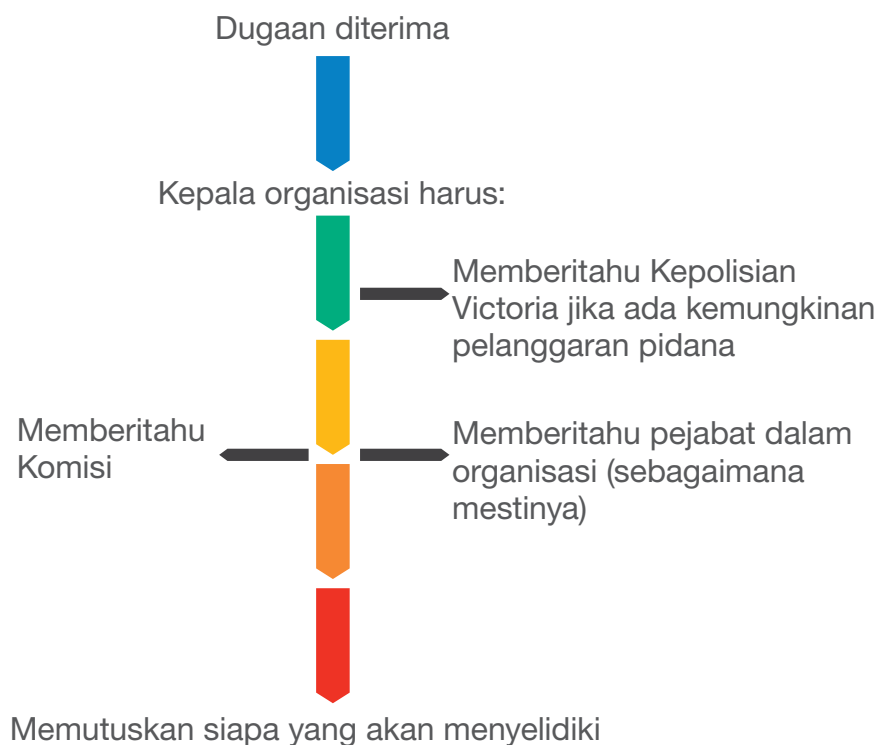 Dugaan diterima
Kepala organisasi harus:
Memberitahu Kepolisian
Victoria jika ada kemungkinan
pelanggaran pidana
Memberitahu
Komisi
Memberitahu pejabat dalam
organisasi (sebagaimana
mestinya)
Memutuskan siapa yang akan menyelidiki